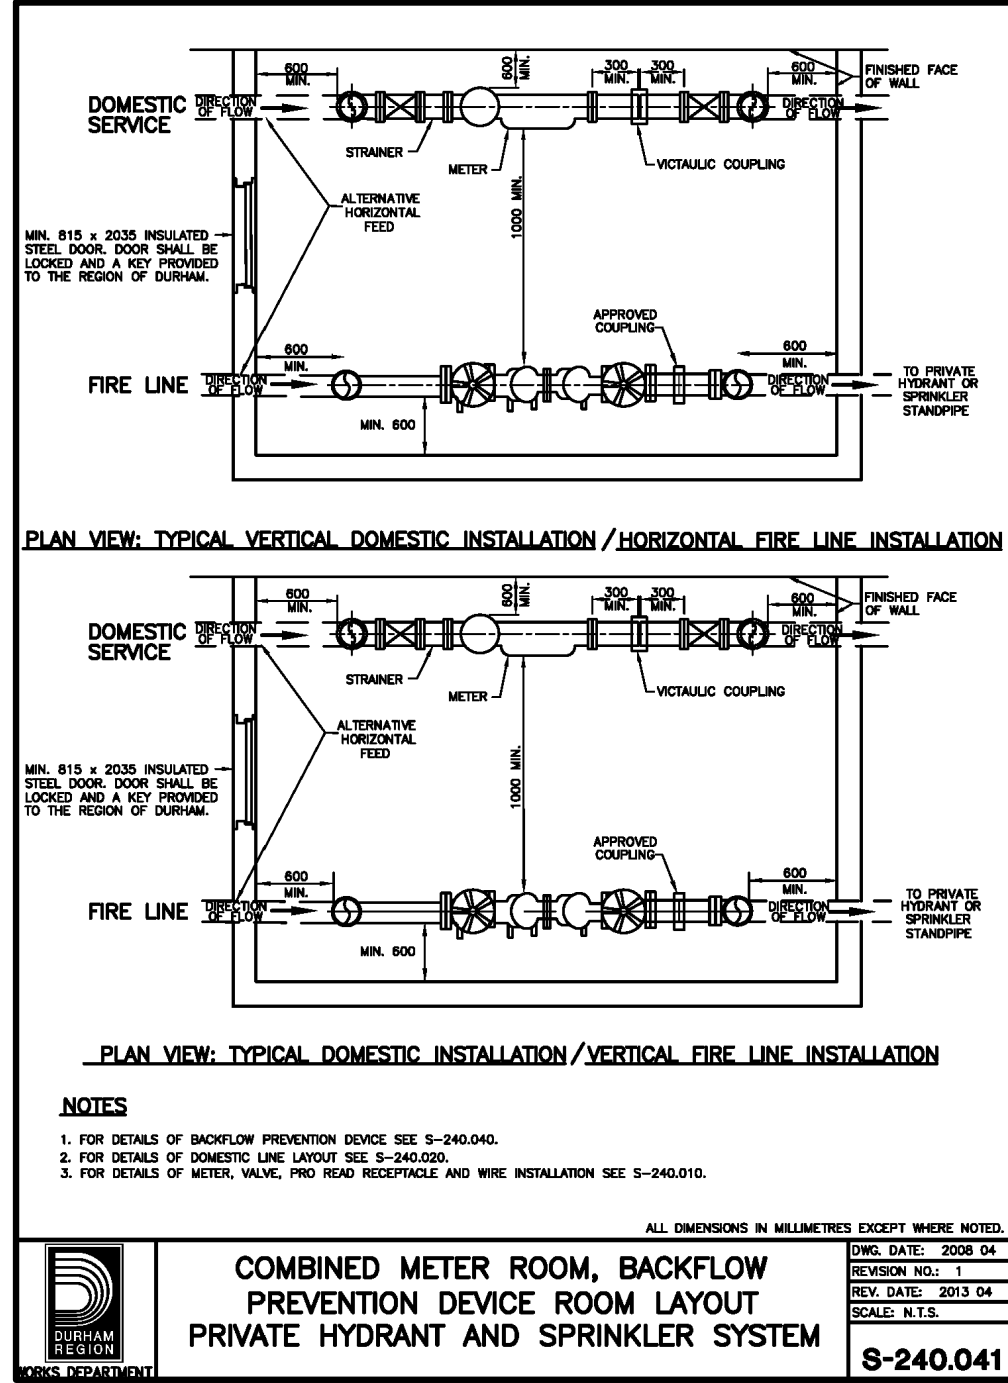 600
MIN.
600
MIN.
300
MIN.
300
MIN.
600
MIN.
FINISHED FACE
OF WALL
DOMESTIC
SERVICE
DIRECTION
OF FLOW
DIRECTION
OF FLOW
STRAINER
METER
VICTAULIC COUPLING
ALTERNATIVE
HORIZONTAL
FEED
1000 MIN.
MIN. 815 x 2035 INSULATED
STEEL DOOR. DOOR SHALL BE
LOCKED AND A KEY PROVIDED
TO THE REGION OF DURHAM.
APPROVED
COUPLING
600
MIN.
600
MIN.
FIRE LINE
DIRECTION
OF FLOW
DIRECTION
OF FLOW
TO PRIVATE
HYDRANT OR
SPRINKLER
STANDPIPE
MIN. 600
PLAN VIEW: TYPICAL VERTICAL DOMESTIC INSTALLATION / HORIZONTAL FIRE LINE INSTALLATION
600
MIN.
600
MIN.
300
MIN.
300
MIN.
600
MIN.
FINISHED FACE
OF WALL
DOMESTIC
SERVICE
DIRECTION
OF FLOW
DIRECTION
OF FLOW
STRAINER
METER
VICTAULIC COUPLING
ALTERNATIVE
HORIZONTAL
FEED
1000 MIN.
MIN. 815 x 2035 INSULATED
STEEL DOOR. DOOR SHALL BE
LOCKED AND A KEY PROVIDED
TO THE REGION OF DURHAM.
APPROVED
COUPLING
600
MIN.
600
MIN.
FIRE LINE
DIRECTION
OF FLOW
DIRECTION
OF FLOW
TO PRIVATE
HYDRANT OR
SPRINKLER
STANDPIPE
MIN. 600
PLAN VIEW: TYPICAL DOMESTIC INSTALLATION / VERTICAL FIRE LINE INSTALLATION
NOTES
1. FOR DETAILS OF BACKFLOW PREVENTION DEVICE SEE S-240.040.
2. FOR DETAILS OF DOMESTIC LINE LAYOUT SEE S-240.020.
3. FOR DETAILS OF METER, VALVE, PRO READ RECEPTACLE AND WIRE INSTALLATION SEE S-240.010.
ALL DIMENSIONS IN MILLIMETRES EXCEPT WHERE NOTED.
DURHAM
REGION
WORKS DEPARTMENT
COMBINED METER ROOM, BACKFLOW
PREVENTION DEVICE ROOM LAYOUT
PRIVATE HYDRANT AND SPRINKLER SYSTEM
DWG. DATE: 2008 04
REVISION NO.: 1
REV. DATE: 2013 04
SCALE: N.T.S.
S-240.041